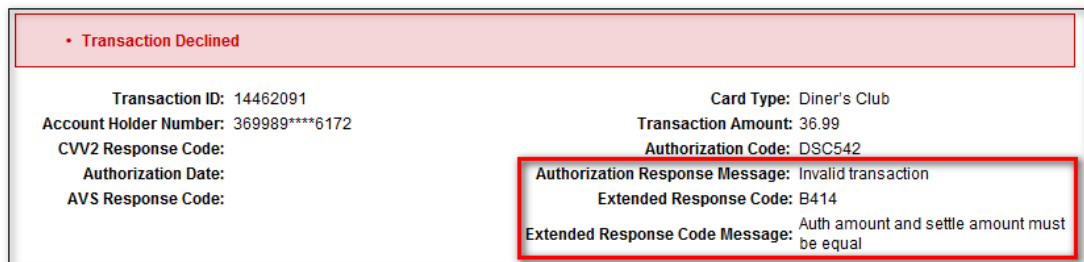 • Transaction Declined
Transaction ID: 14462091
Account Holder Number: 369989****6172
CVV2 Response Code:
Authorization Date:
AVS Response Code:
Card Type: Diner's Club
Transaction Amount: 36.99
Authorization Code: DSC542
Authorization Response Message: Invalid transaction
Extended Response Code: B414
Extended Response Code Message: Auth amount and settle amount must
be equal